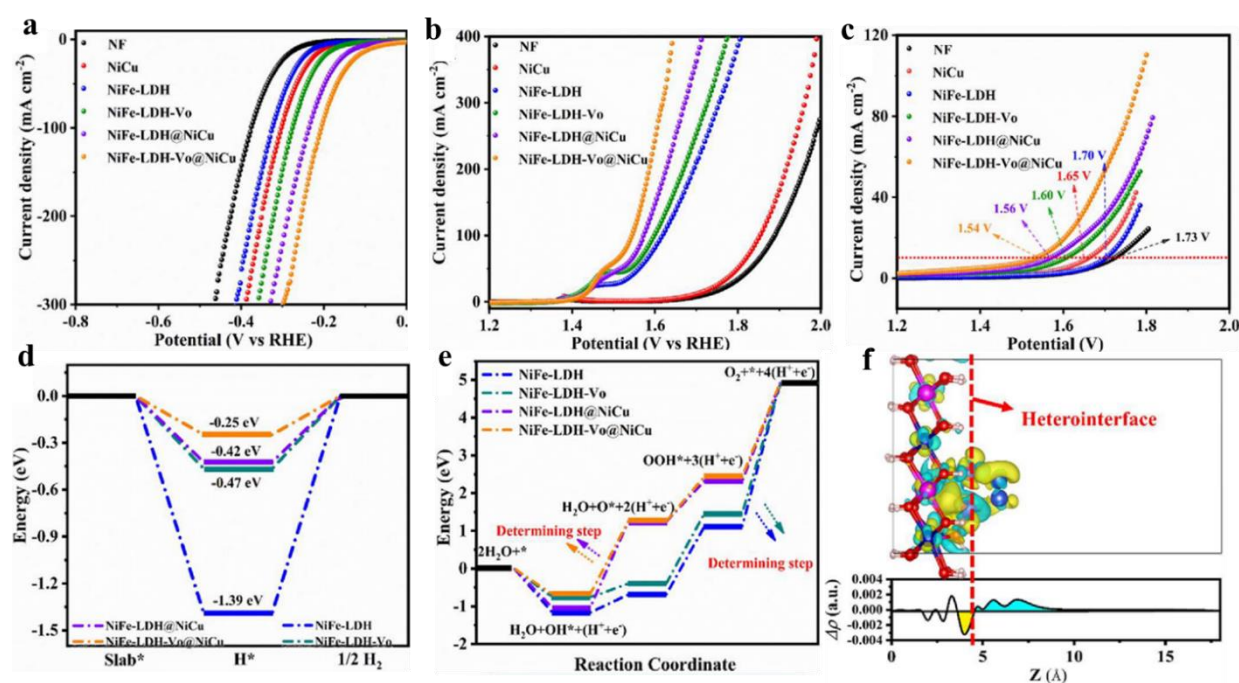 a
0
-100
-200
-300
Current density (mA cm⁻²)
NF
NiCu
NiFe-LDH
NiFe-LDH-Vo
NiFe-LDH@NiCu
NiFe-LDH-Vo@NiCu
-0.8 -0.6 -0.4 -0.2 0.
Potential (V vs RHE)
b
400
300
200
100
0
Current density (mA cm⁻²)
NF
NiCu
NiFe-LDH
NiFe-LDH-Vo
NiFe-LDH@NiCu
NiFe-LDH-Vo@NiCu
1.2 1.4 1.6 1.8 2.0
Potential (V vs RHE)
c
120
80
40
0
Current density (mA cm⁻²)
NF
NiCu
NiFe-LDH
NiFe-LDH-Vo
NiFe-LDH@NiCu
NiFe-LDH-Vo@NiCu
1.70 V
1.65 V
1.60 V
1.56 V
1.54 V
1.73 V
1.2 1.4 1.6 1.8 2.0
Potential (V)
d
0.0
-0.3
-0.6
-0.9
-1.2
-1.5
Energy (eV)
-0.25 eV
-0.42 eV
-0.47 eV
-1.39 eV
NiFe-LDH@NiCu NiFe-LDH
NiFe-LDH-Vo@NiCu NiFe-LDH-Vo
Slab* H* 1/2 H₂
e
5
4
3
2
1
0
-1
-2
Energy (eV)
NiFe-LDH
NiFe-LDH-Vo
NiFe-LDH@NiCu
NiFe-LDH-Vo@NiCu
O₂+*+4(H⁺+e⁻)
OOH*+3(H⁺+e⁻)
H₂O+O*+2(H⁺+e⁻)
Determining step
2H₂O+*
Determining step
H₂O+OH*+(H⁺+e⁻)
Reaction Coordinate
f
Heterointerface
0.004
0.002
0.000
-0.002
-0.004
Δρ (a.u.)
0 5 10 15
Z (Å)